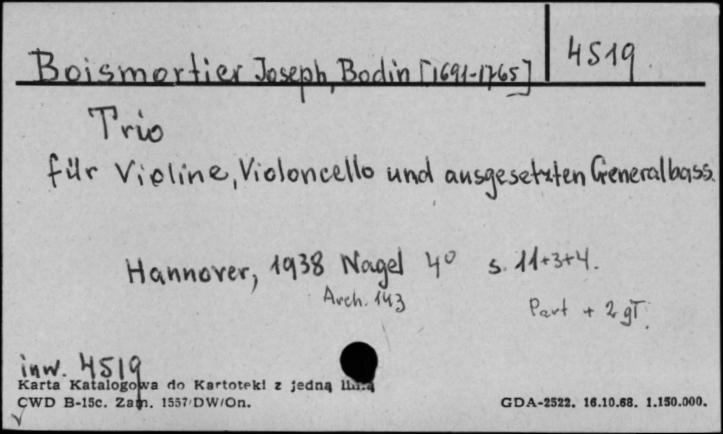 Boismortier Joseph, Bodin [1691-1765] 4519
Trio
für Violine, Violoncello und ausgesetzten Generalbass.
Hannover, 1938 Nagel 4° s. 11+3+4.
Arch. 143 Part + 2 gT.
inw. 4519
Karta Katalogowa do Kartoteki z jedną linią
CWD B-15c. Zam. 1557/DW/On. GDA-2522. 16.10.68. 1.150.000.